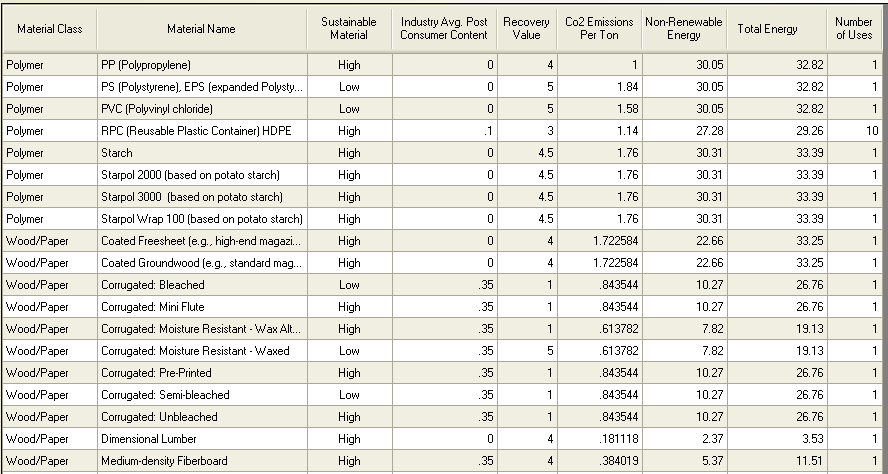 Material Class Material Name Sustainable Material Industry Avg. Post Consumer Content Recovery Value Co2 Emissions Per Ton Non-Renewable Energy Total Energy Number of Uses
Polymer PP (Polypropylene) High 0 4 1 30.05 32.82 1
Polymer PS (Polystyrene), EPS (expanded Polysty... Low 0 5 1.84 30.05 32.82 1
Polymer PVC (Polyvinyl chloride) Low 0 5 1.58 30.05 32.82 1
Polymer RPC (Reusable Plastic Container) HDPE High .1 3 1.14 27.28 29.26 10
Polymer Starch High 0 4.5 1.76 30.31 33.39 1
Polymer Starpol 2000 (based on potato starch) High 0 4.5 1.76 30.31 33.39 1
Polymer Starpol 3000 (based on potato starch) High 0 4.5 1.76 30.31 33.39 1
Polymer Starpol Wrap 100 (based on potato starch) High 0 4.5 1.76 30.31 33.39 1
Wood/Paper Coated Freesheet (e.g., high-end magazi... High 0 4 1.722584 22.66 33.25 1
Wood/Paper Coated Groundwood (e.g., standard mag... High 0 4 1.722584 22.66 33.25 1
Wood/Paper Corrugated: Bleached Low .35 1 .843544 10.27 26.76 1
Wood/Paper Corrugated: Mini Flute High .35 1 .843544 10.27 26.76 1
Wood/Paper Corrugated: Moisture Resistant - Wax Alt... High .35 1 .613782 7.82 19.13 1
Wood/Paper Corrugated: Moisture Resistant - Waxed Low .35 5 .613782 7.82 19.13 1
Wood/Paper Corrugated: Pre-Printed High .35 1 .843544 10.27 26.76 1
Wood/Paper Corrugated: Semi-bleached Low .35 1 .843544 10.27 26.76 1
Wood/Paper Corrugated: Unbleached High .35 1 .843544 10.27 26.76 1
Wood/Paper Dimensional Lumber High 0 4 .181118 2.37 3.53 1
Wood/Paper Medium-density Fiberboard High .35 4 .384019 5.37 11.51 1